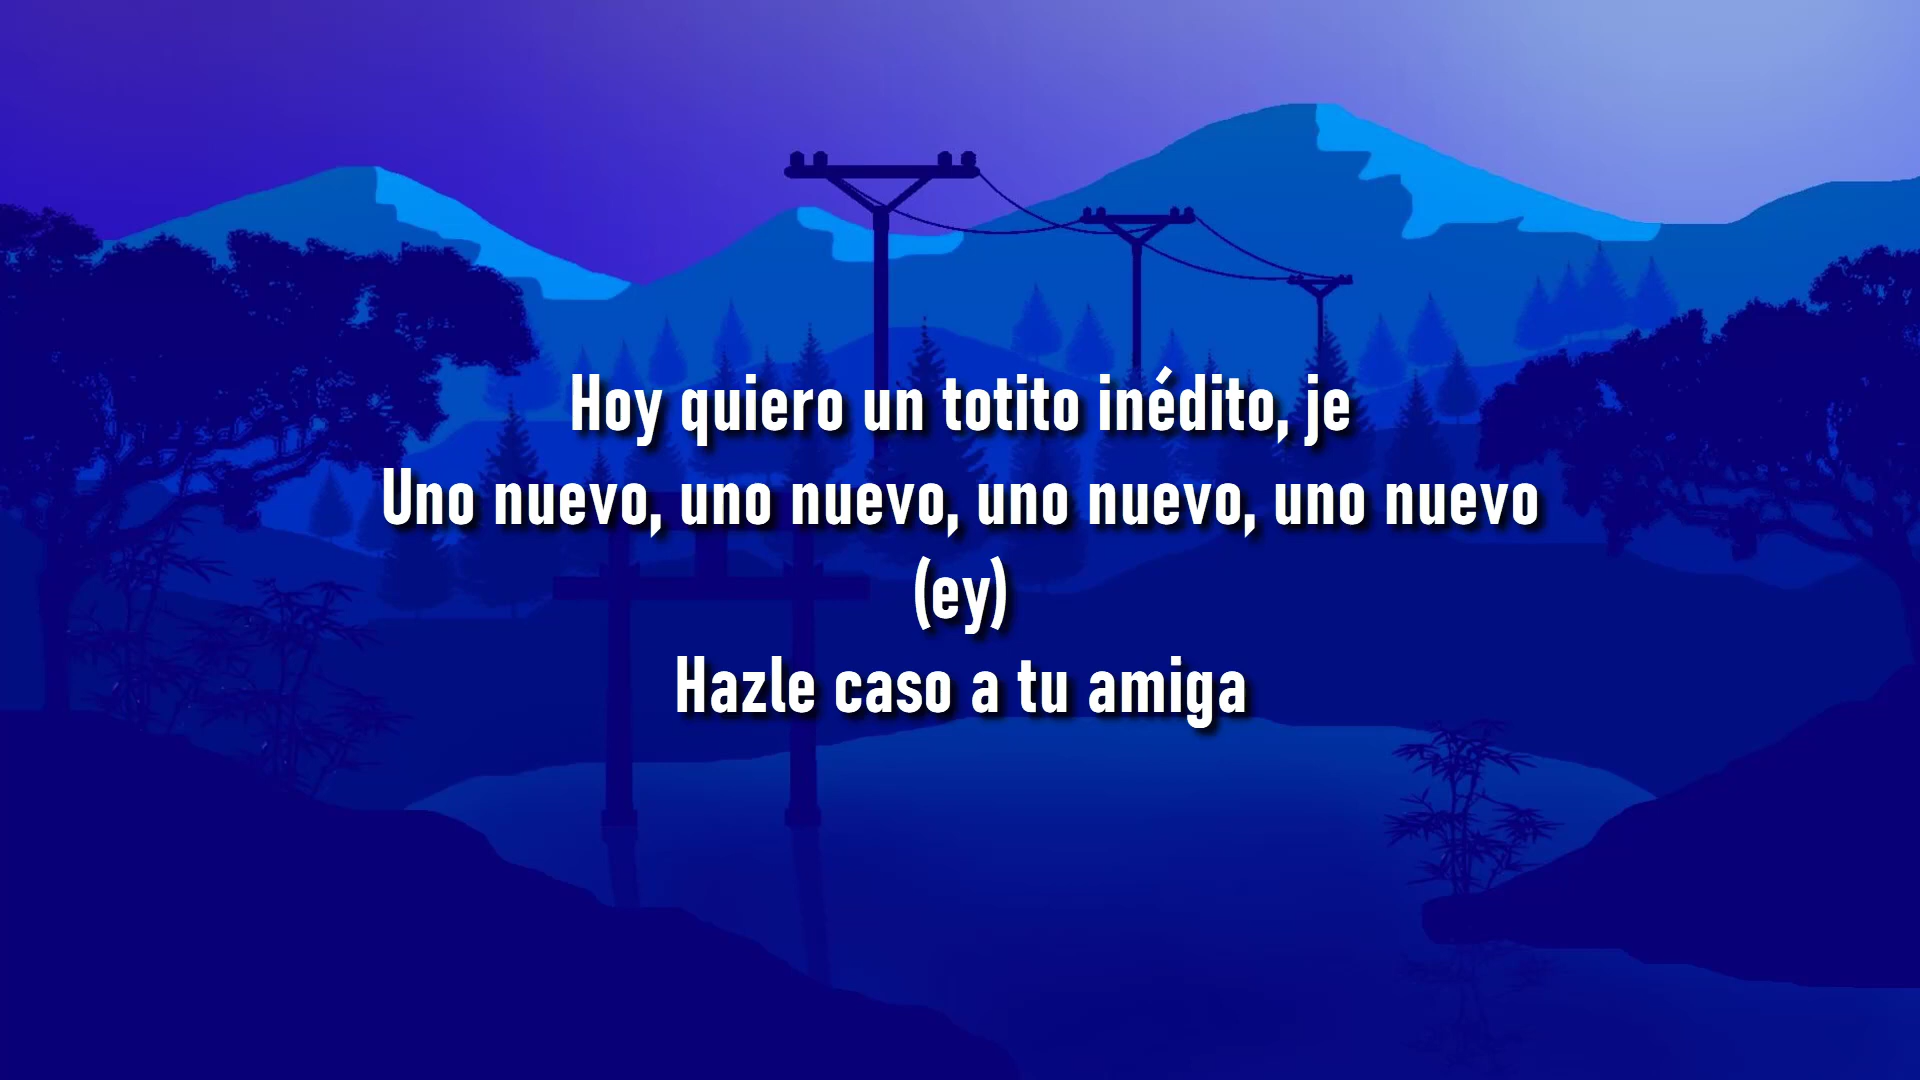 Hoy quiero un totito inédito, je
Uno nuevo, uno nuevo, uno nuevo, uno nuevo
(ey)
Hazle caso a tu amiga